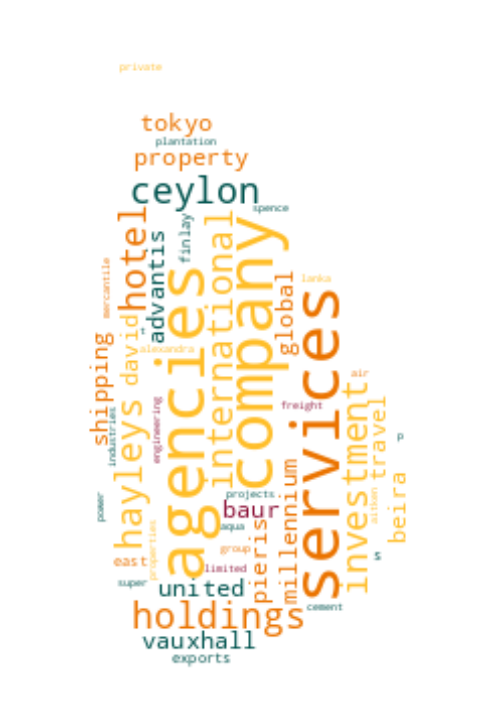 private
tokyo
plantation
property
ceylon
spence
hotel
finlay
advantis
international
company
mercantile
global
lanka
agencies
services
t
david
shipping
alexandra
air
investment
travel
hayleys
engineering
freight
industries
p
millennium
beira
aitken
power
projects.
baur
aqua
pieris
properties
group
s
east
limited
super
united
cement
holdings
vauxhall
exports